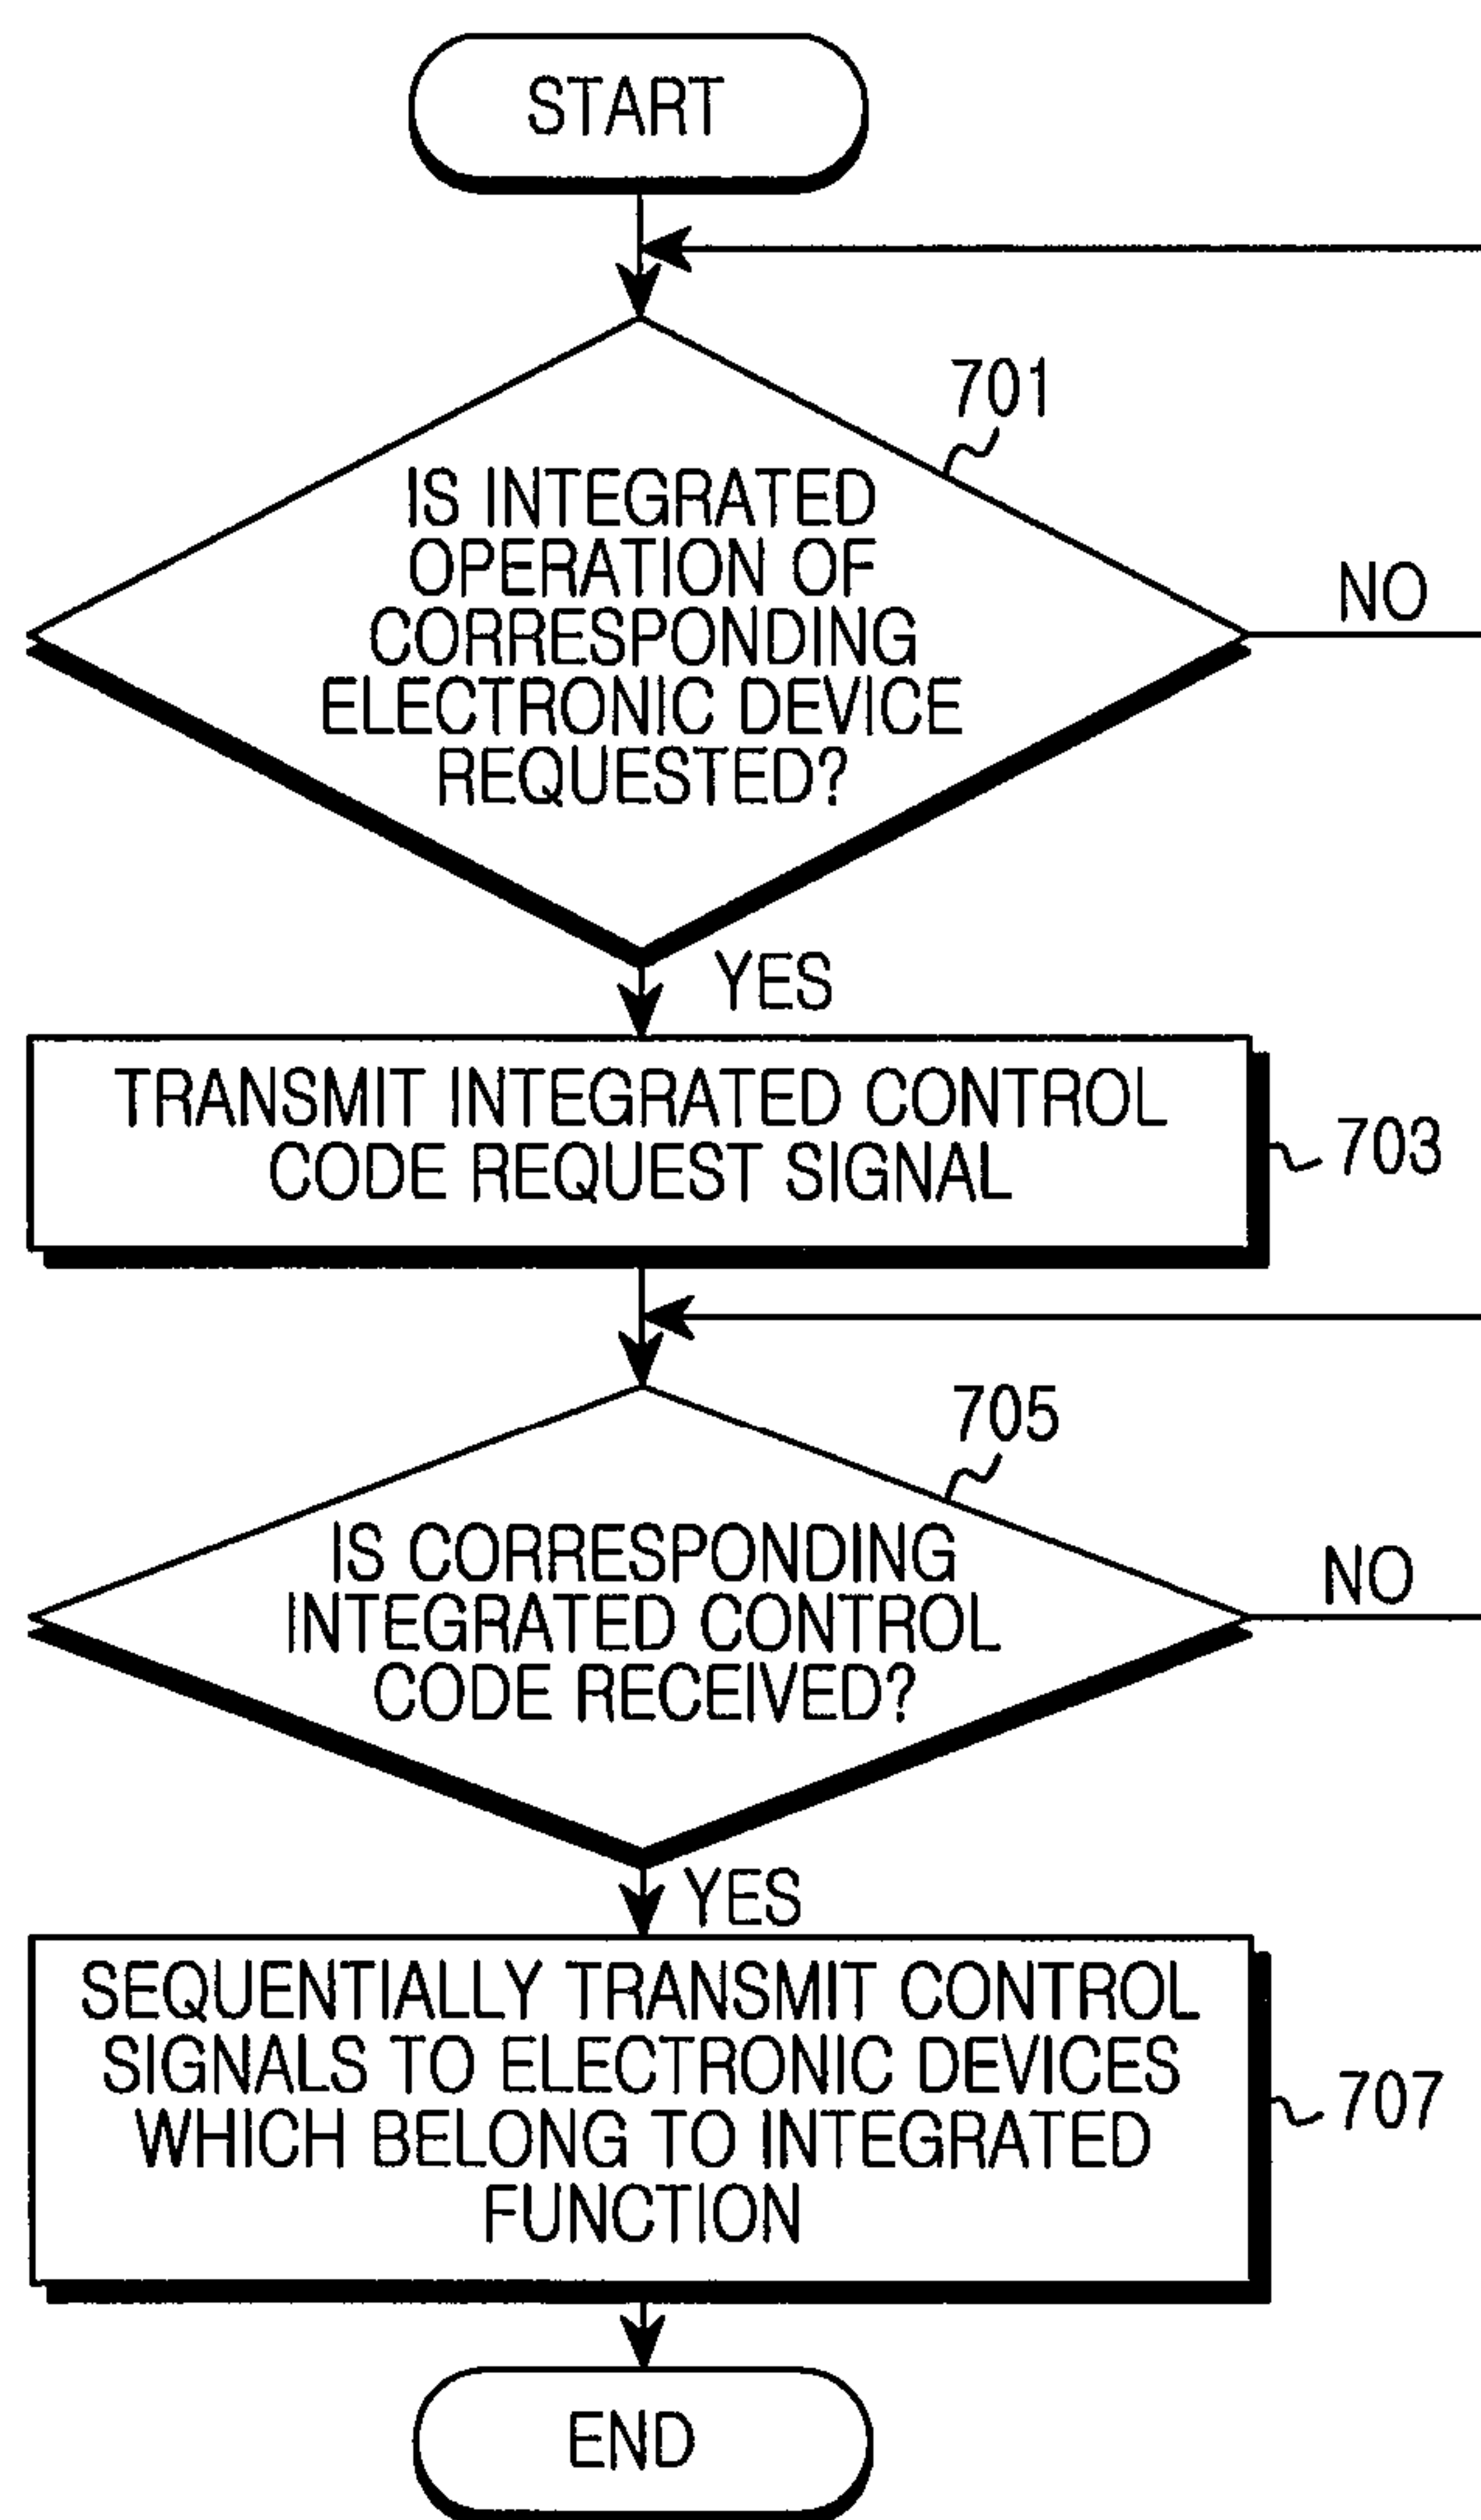 START
701
IS INTEGRATED
OPERATION OF
CORRESPONDING
ELECTRONIC DEVICE
REQUESTED?
NO
YES
TRANSMIT INTEGRATED CONTROL
CODE REQUEST SIGNAL
703
705
IS CORRESPONDING
INTEGRATED CONTROL
CODE RECEIVED?
NO
YES
SEQUENTIALLY TRANSMIT CONTROL
SIGNALS TO ELECTRONIC DEVICES
WHICH BELONG TO INTEGRATED
FUNCTION
707
END